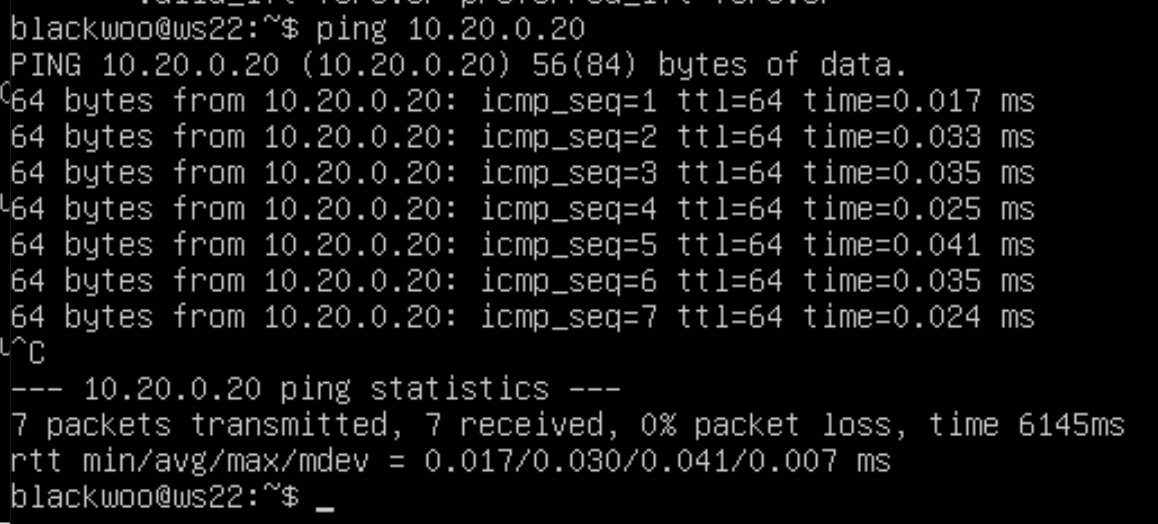 blackwoo@ws22:~$ ping 10.20.0.20
PING 10.20.0.20 (10.20.0.20) 56(84) bytes of data.
64 bytes from 10.20.0.20: icmp_seq=1 ttl=64 time=0.017 ms
64 bytes from 10.20.0.20: icmp_seq=2 ttl=64 time=0.033 ms
64 bytes from 10.20.0.20: icmp_seq=3 ttl=64 time=0.035 ms
64 bytes from 10.20.0.20: icmp_seq=4 ttl=64 time=0.025 ms
64 bytes from 10.20.0.20: icmp_seq=5 ttl=64 time=0.041 ms
64 bytes from 10.20.0.20: icmp_seq=6 ttl=64 time=0.035 ms
64 bytes from 10.20.0.20: icmp_seq=7 ttl=64 time=0.024 ms
^C
--- 10.20.0.20 ping statistics ---
7 packets transmitted, 7 received, 0% packet loss, time 6145ms
rtt min/avg/max/mdev = 0.017/0.030/0.041/0.007 ms
blackwoo@ws22:~$ _